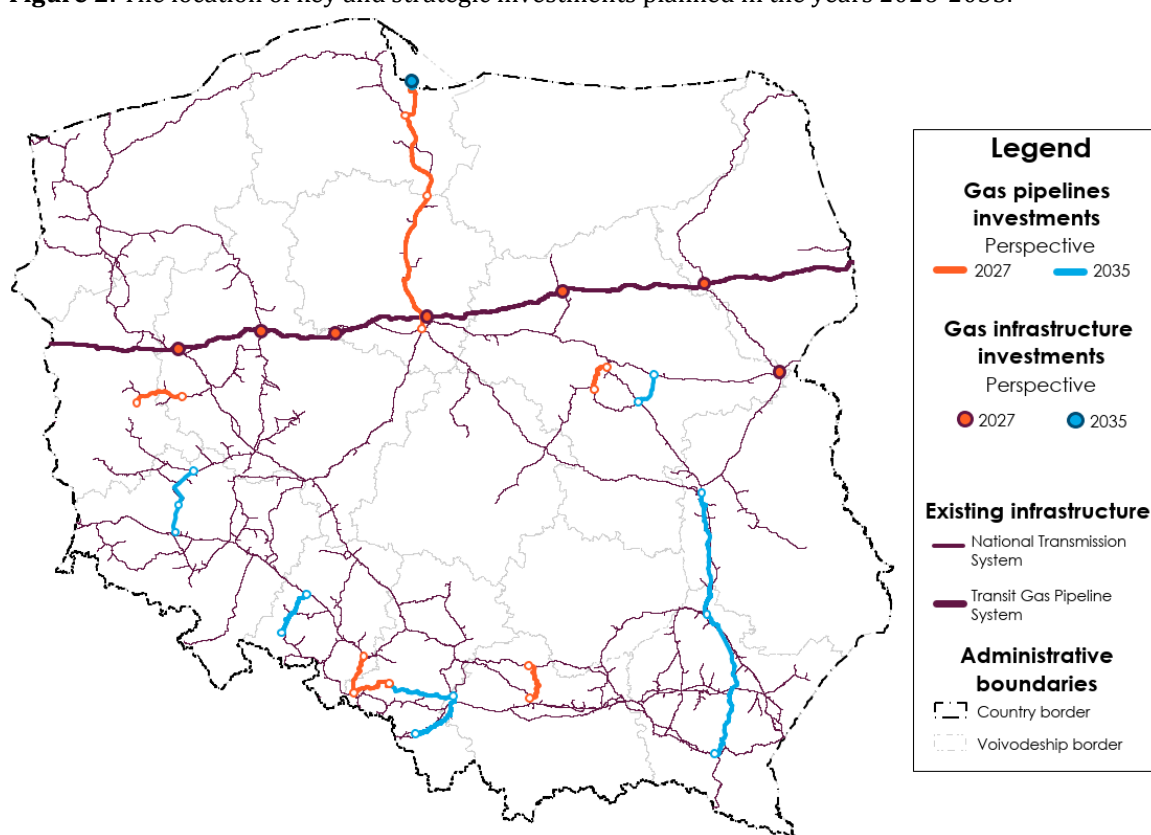 Figure 2. The location of key and strategic investments planned in the years
Legend
Gas pipelines
investments
Perspective
2027 2035
Gas infrastructure
investments
Perspective
2027 2035
Existing infrastructure
National Transmission
System
Transit Gas Pipeline
System
Administrative
boundaries
Country border
Voivodeship border